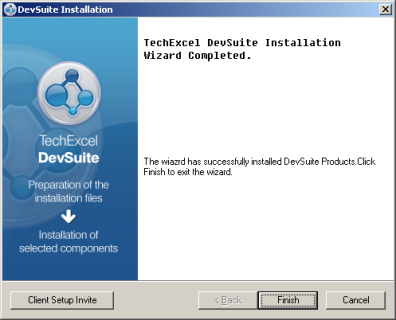 DevSuite Installation
TechExcel DevSuite Installation
Wizard Completed.
TechExcel
DevSuite
Preparation of the
installation files
Installation of
selected components
The wiazrd has successfully installed DevSuite Products.Click
Finish to exit the wizard.
Client Setup Invite
< Back
Finish
Cancel